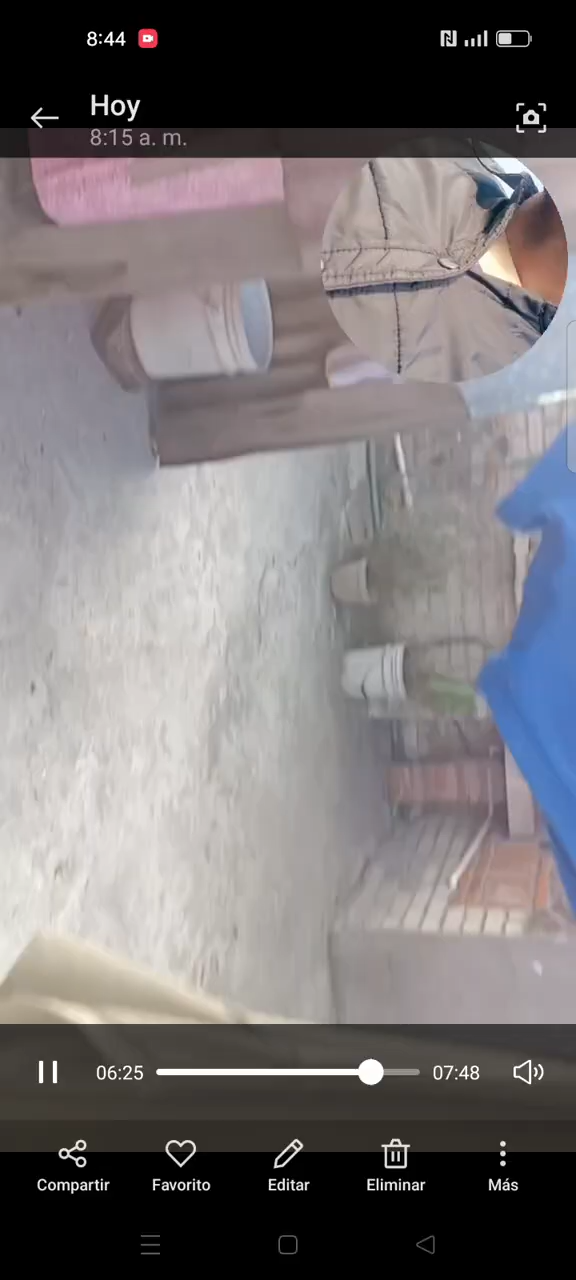 8:44
Hoy
8:15 a. m.
06:25
07:48
Compartir
Favorito
Editar
Eliminar
Más